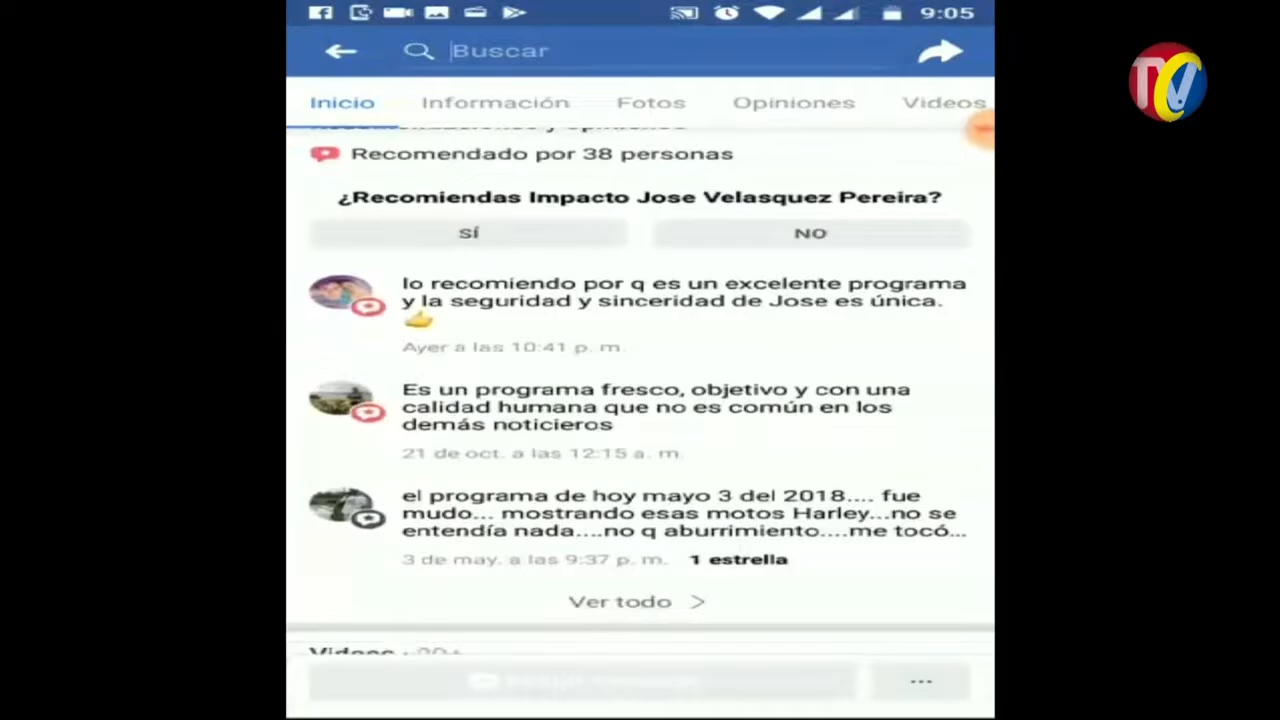 9:05
Buscar
TCV
Inicio Información Fotos Opiniones Videos
Recomendado por 38 personas
¿Recomiendas Impacto Jose Velasquez Pereira?
SÍ NO
lo recomiendo por q es un excelente programa
y la seguridad y sinceridad de Jose es única.
👍
Ayer a las 10:41 p. m.
Es un programa fresco, objetivo y con una
calidad humana que no es común en los
demás noticieros
21 de oct. a las 12:15 a. m.
el programa de hoy mayo 3 del 2018.... fue
mudo... mostrando esas motos Harley...no se
entendía nada....no q aburrimiento....me tocó...
3 de may. a las 9:37 p. m. 1 estrella
Ver todo >
Videos
...